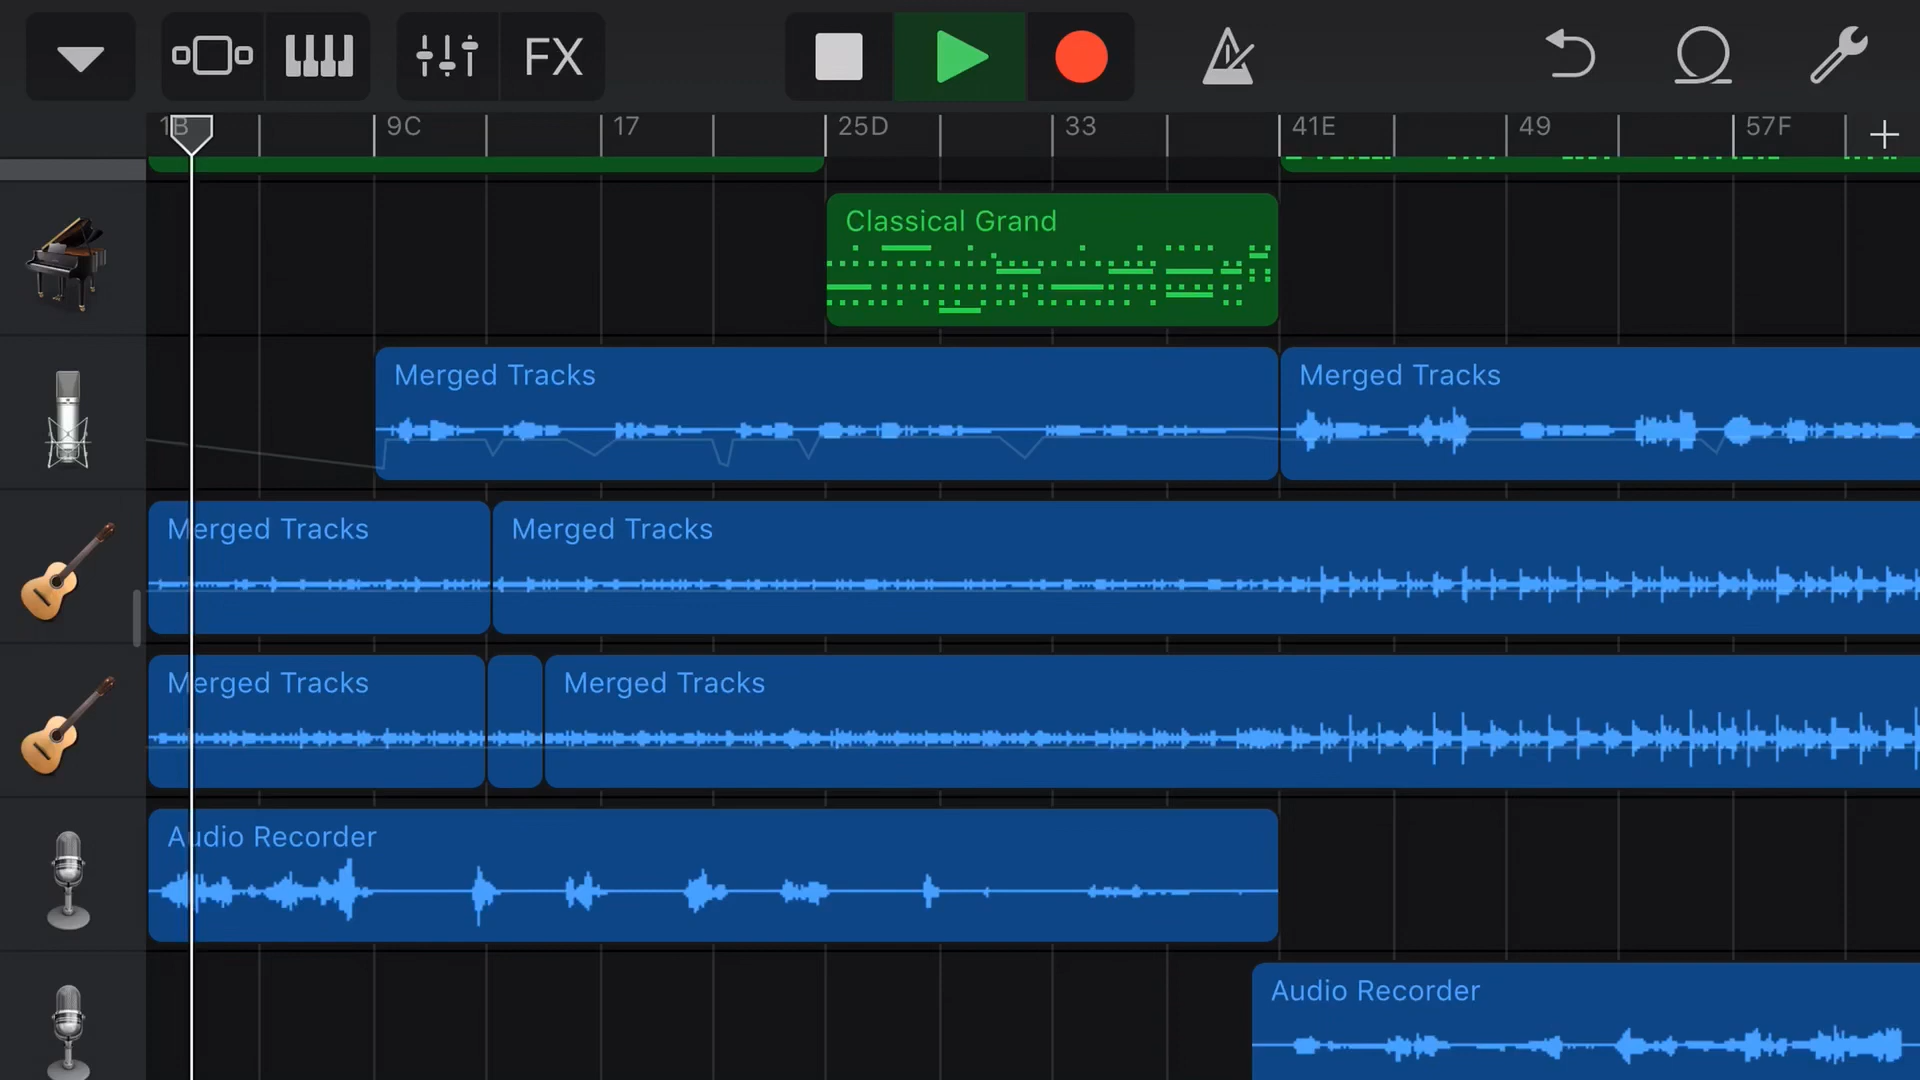 FX
1B 9C 17 25D 33 41E 49 57F
Classical Grand
Merged Tracks Merged Tracks
Merged Tracks Merged Tracks
Merged Tracks Merged Tracks
Audio Recorder
Audio Recorder